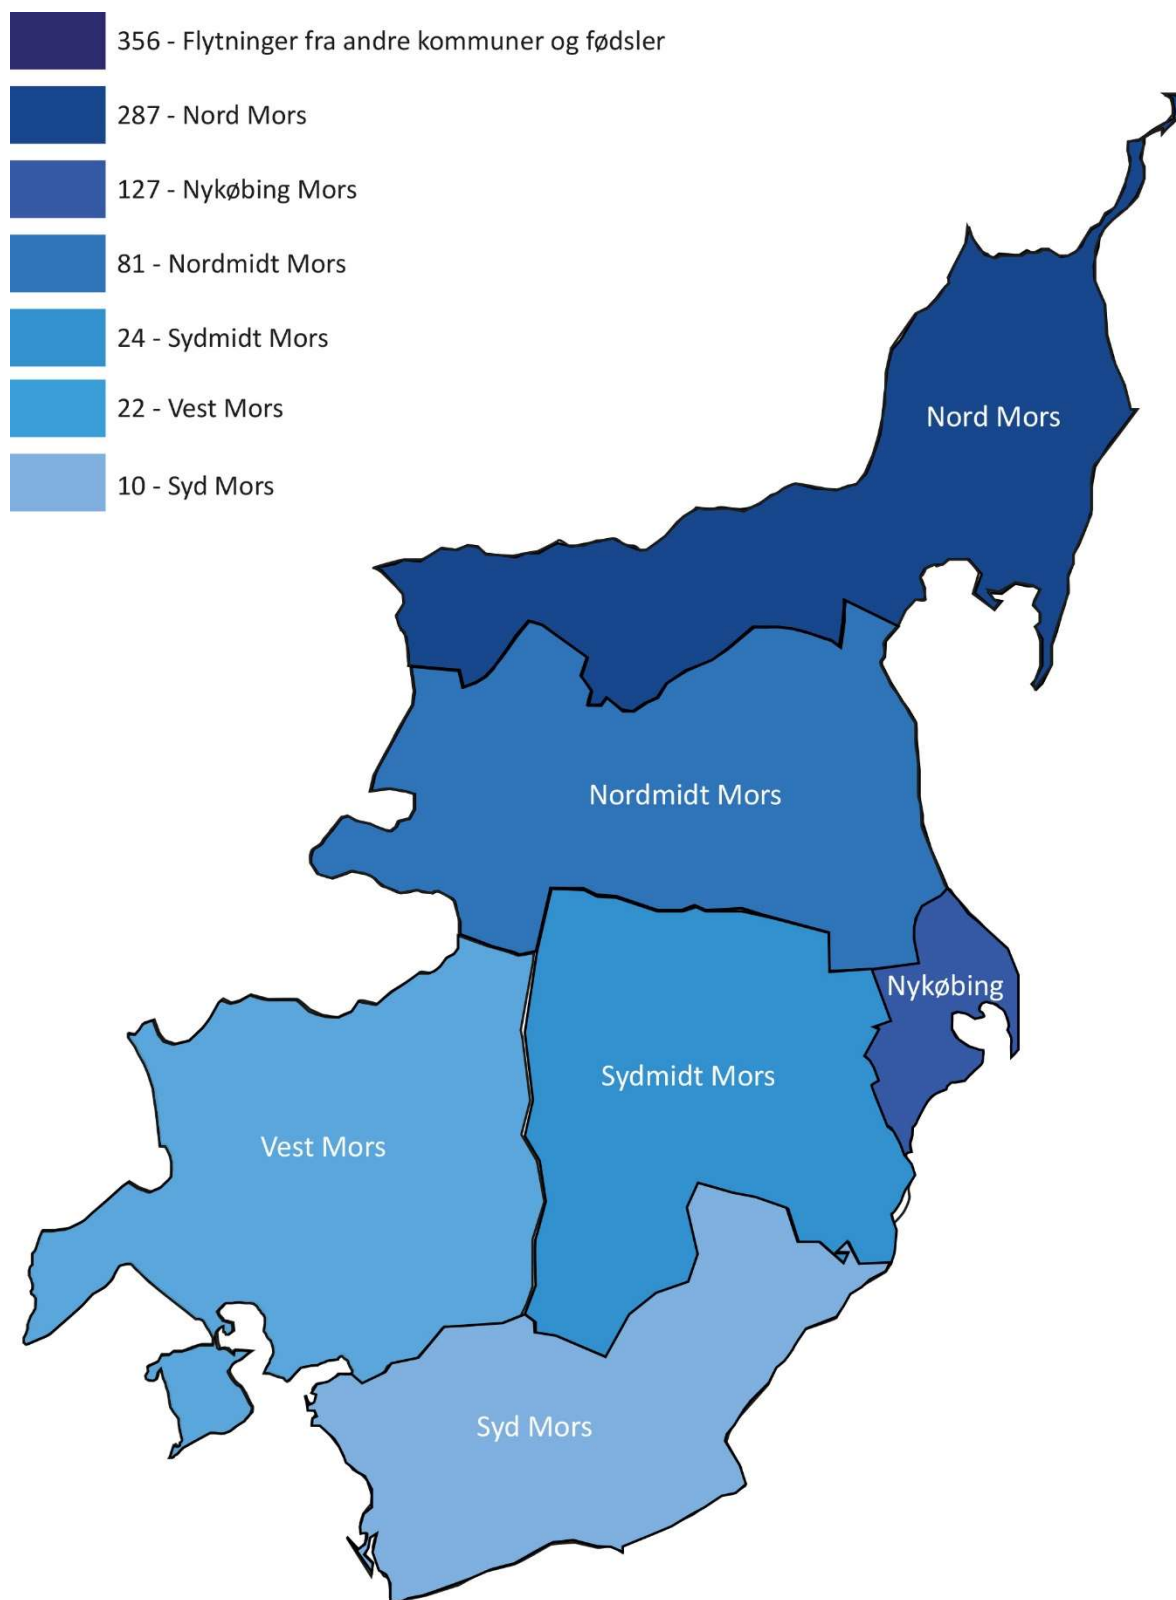 356 - Flytninger fra andre kommuner og fødsler
287 - Nord Mors
127 - Nykøbing Mors
81 - Nordmidt Mors
24 - Sydmidt Mors
22 - Vest Mors
10 - Syd Mors
Nord Mors
Nordmidt Mors
Nykøbing
Sydmidt Mors
Vest Mors
Syd Mors